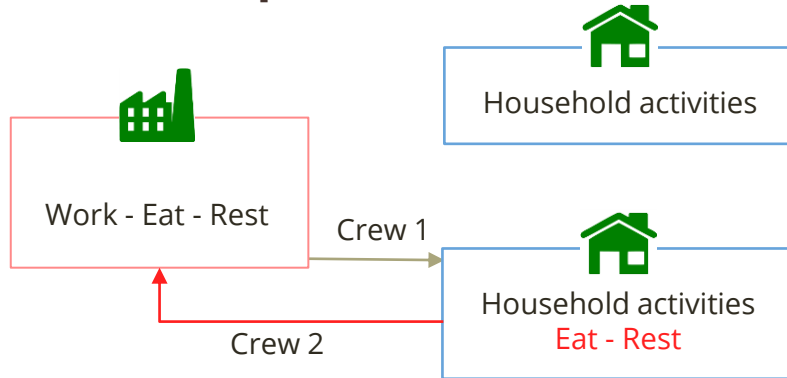 Household activities
Work - Eat - Rest
Crew 1
Household activities
Eat - Rest
Crew 2